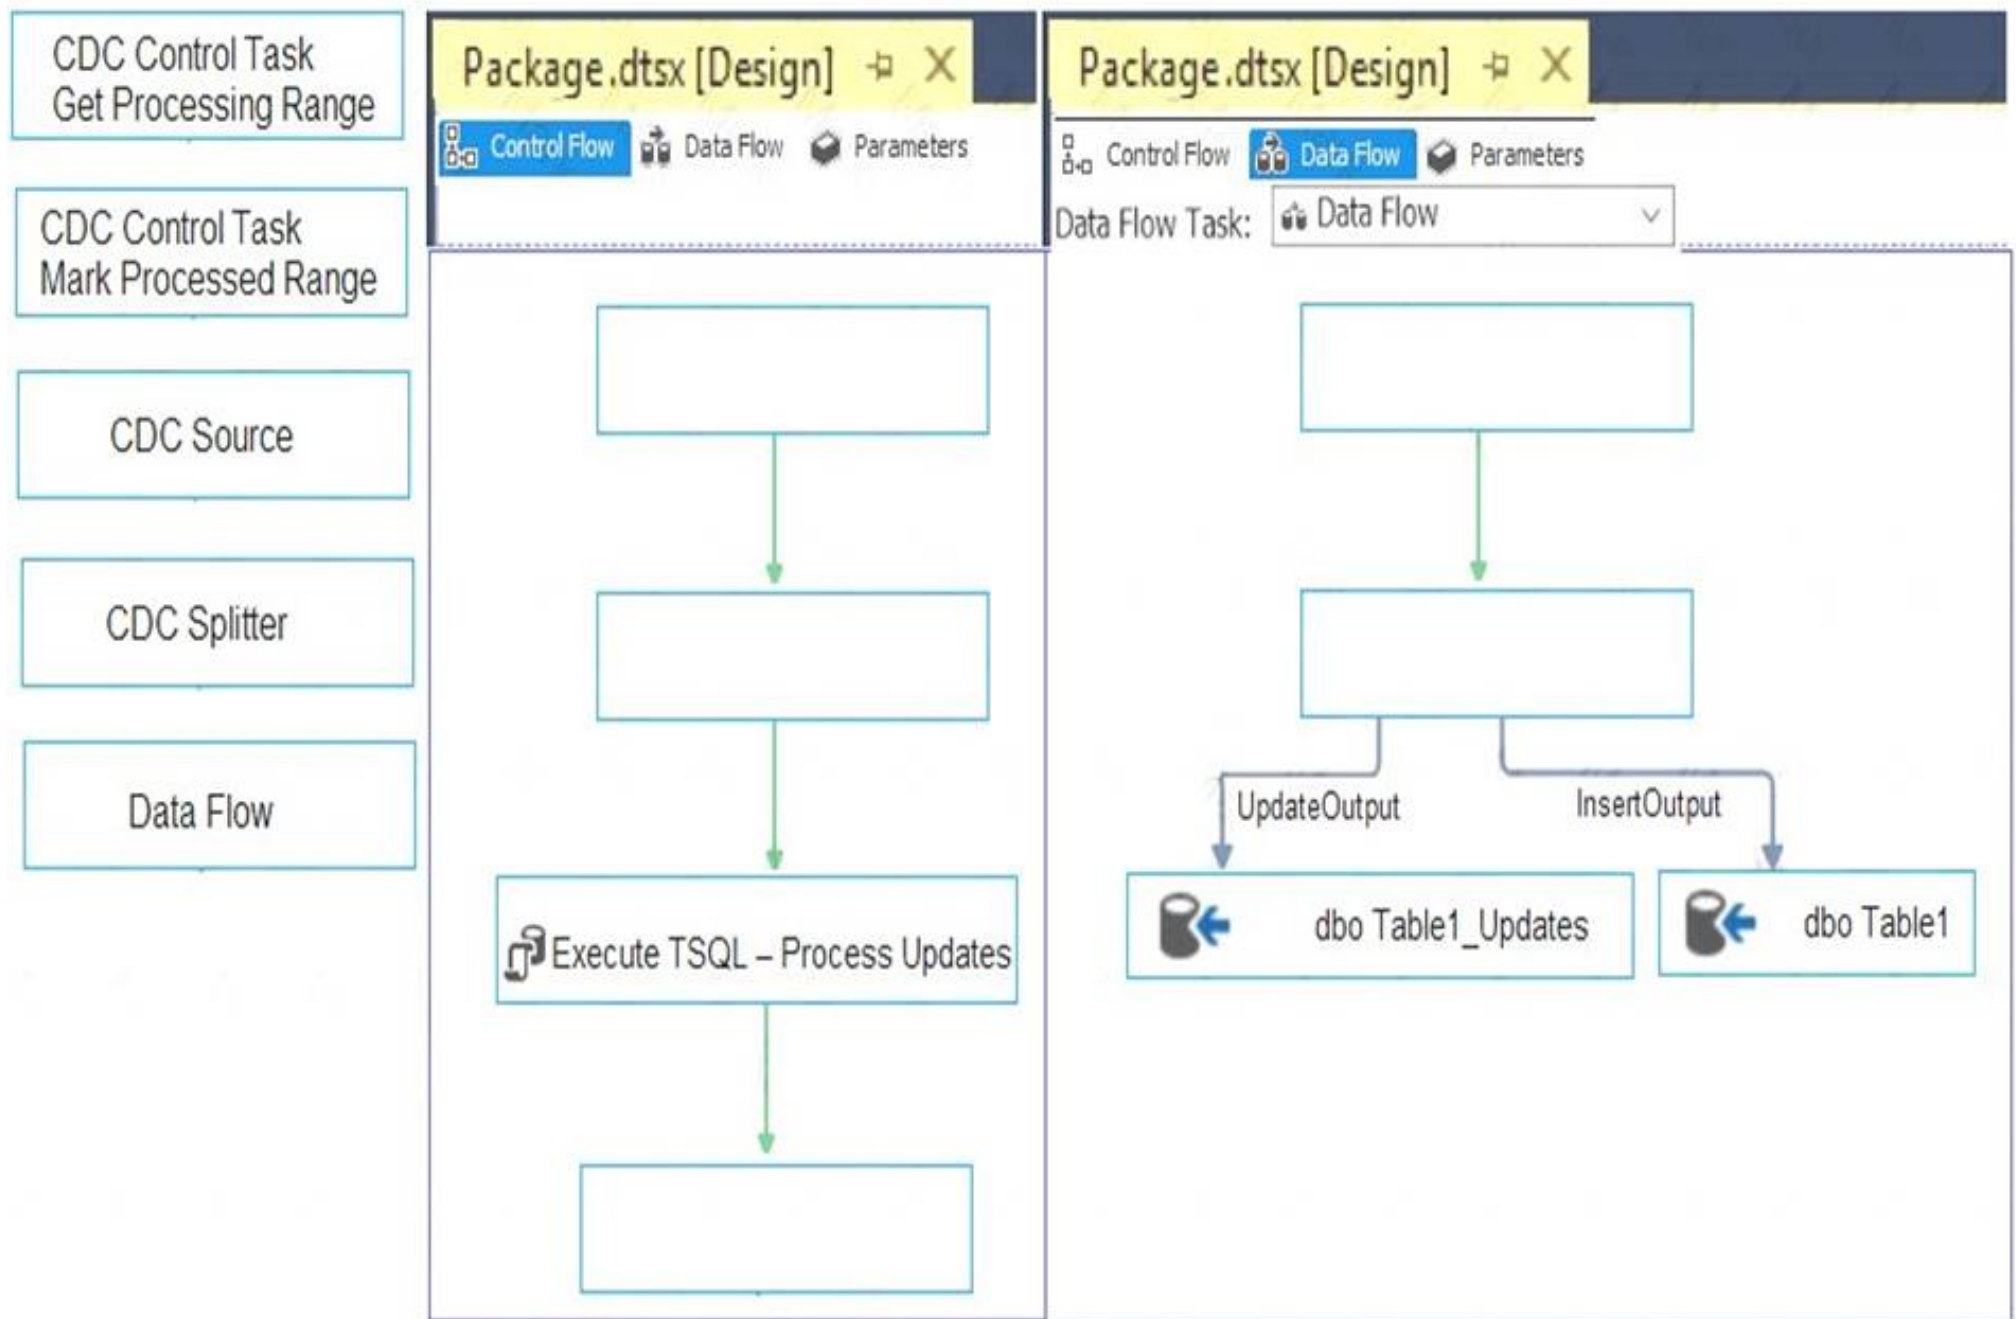 CDC Control Task
Get Processing Range
CDC Control Task
Mark Processed Range
CDC Source
CDC Splitter
Data Flow
Package.dtsx [Design]
Control Flow Data Flow Parameters
Execute TSQL – Process Updates
Package.dtsx [Design]
Control Flow Data Flow Parameters
Data Flow Task: Data Flow
UpdateOutput InsertOutput
dbo Table1_Updates dbo Table1